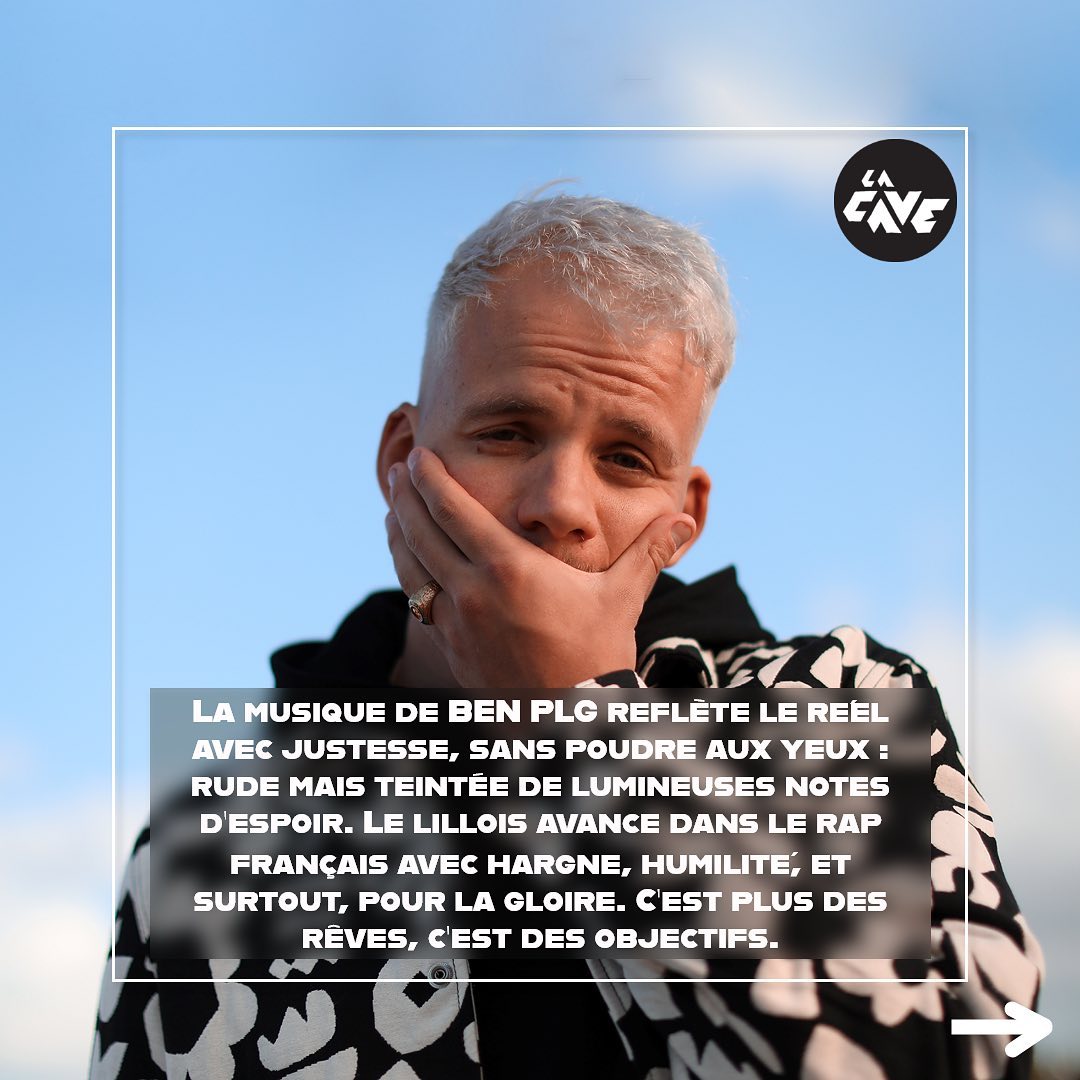 LA
CAVE
La musique de BEN PLG reflète le reél
avec justesse, sans poudre aux yeux :
rude mais teintée de lumineuses notes
d'espoir. Le lillois avance dans le rap
français avec hargne, humilité, et
surtout, pour la gloire. C'est plus des
rêves, c'est des objectifs.